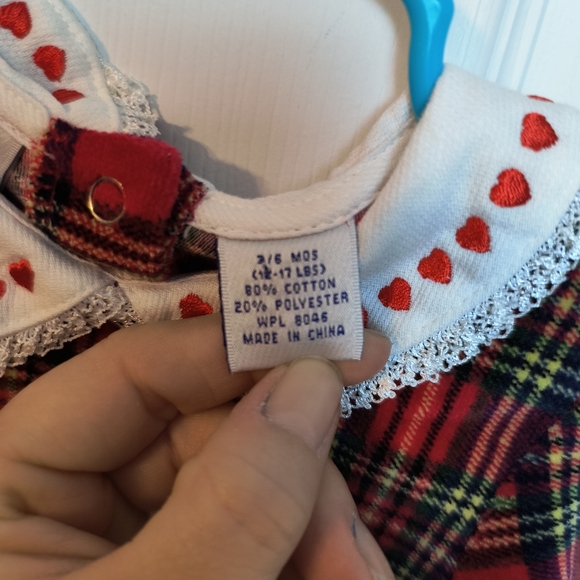 3/6 MOS
(12-17 LBS)
80% COTTON
20% POLYESTER
WPL 8046
MADE IN CHINA